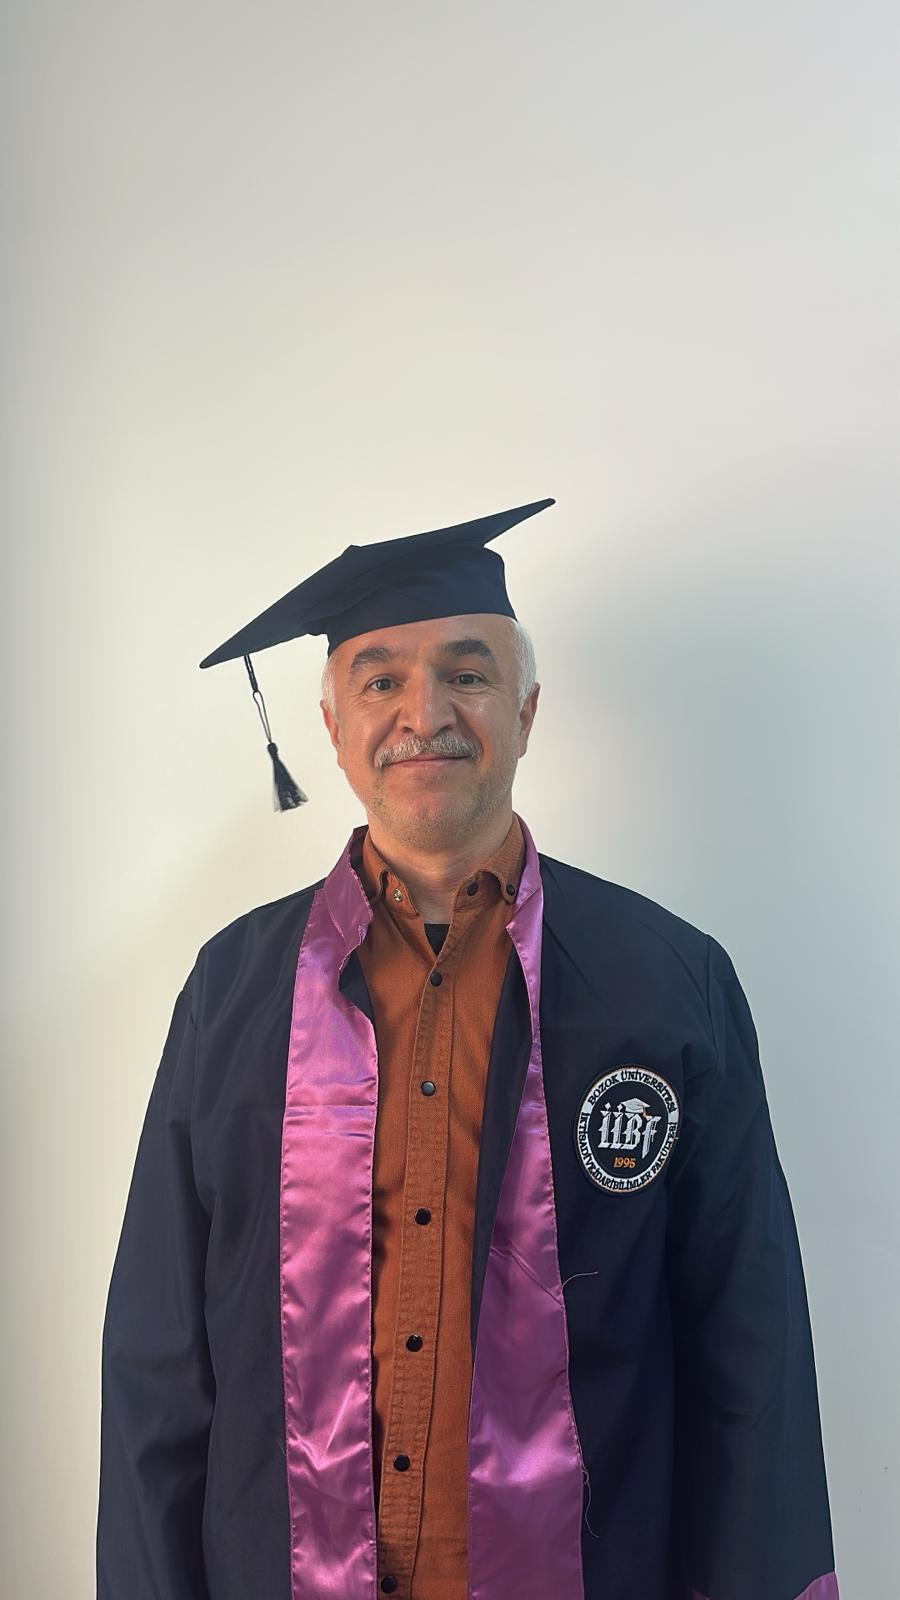 BOZOK ÜNİVERSİTESİ
İİBF
1995
İKTİSADİ VE İDARİ BİLİMLER FAKÜLTESİ